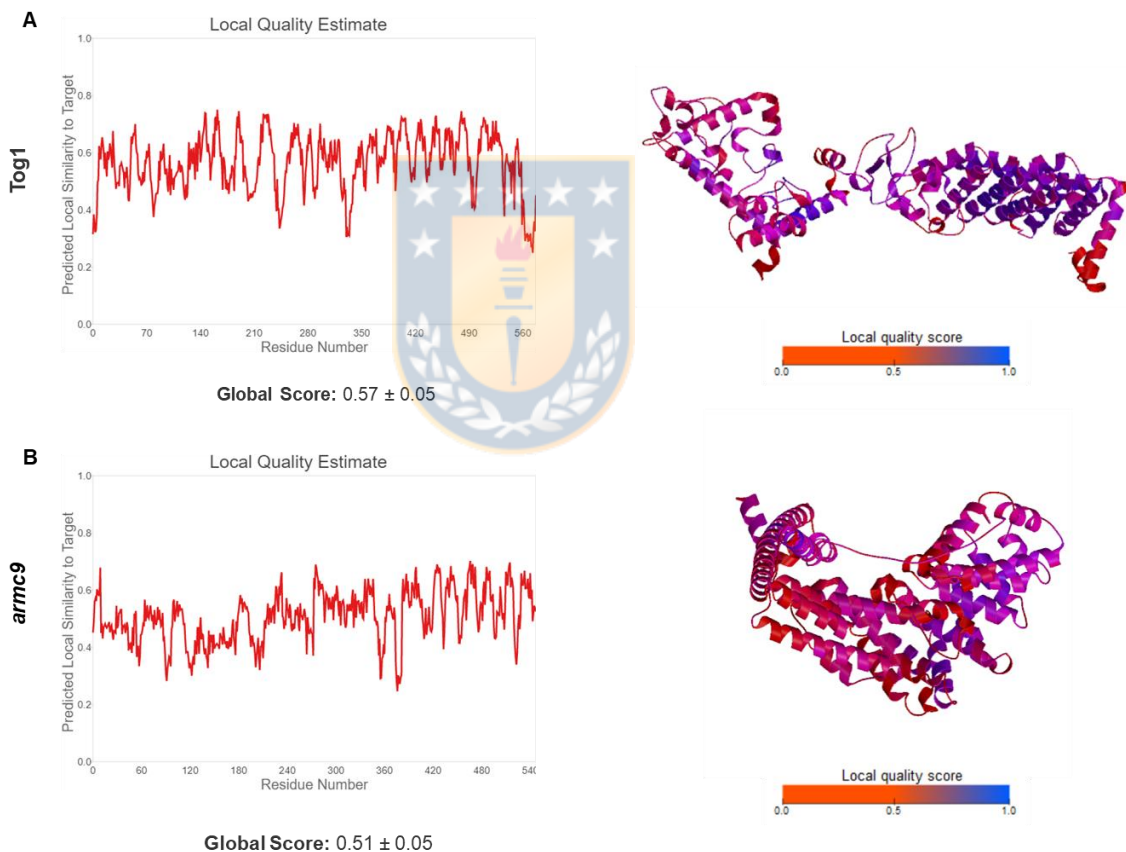 A
Local Quality Estimate
Tog1
Predicted Local Similarity to Target
1.0
0.8
0.6
0.4
0.2
0.0
0 70 140 210 280 350 420 490 560
Residue Number
Global Score: 0.57 ± 0.05
Local quality score
0.0 0.5 1.0
B
Local Quality Estimate
armc9
Predicted Local Similarity to Target
1.0
0.8
0.6
0.4
0.2
0.0
0 60 120 180 240 300 360 420 480 540
Residue Number
Global Score: 0.51 ± 0.05
Local quality score
0.0 0.5 1.0